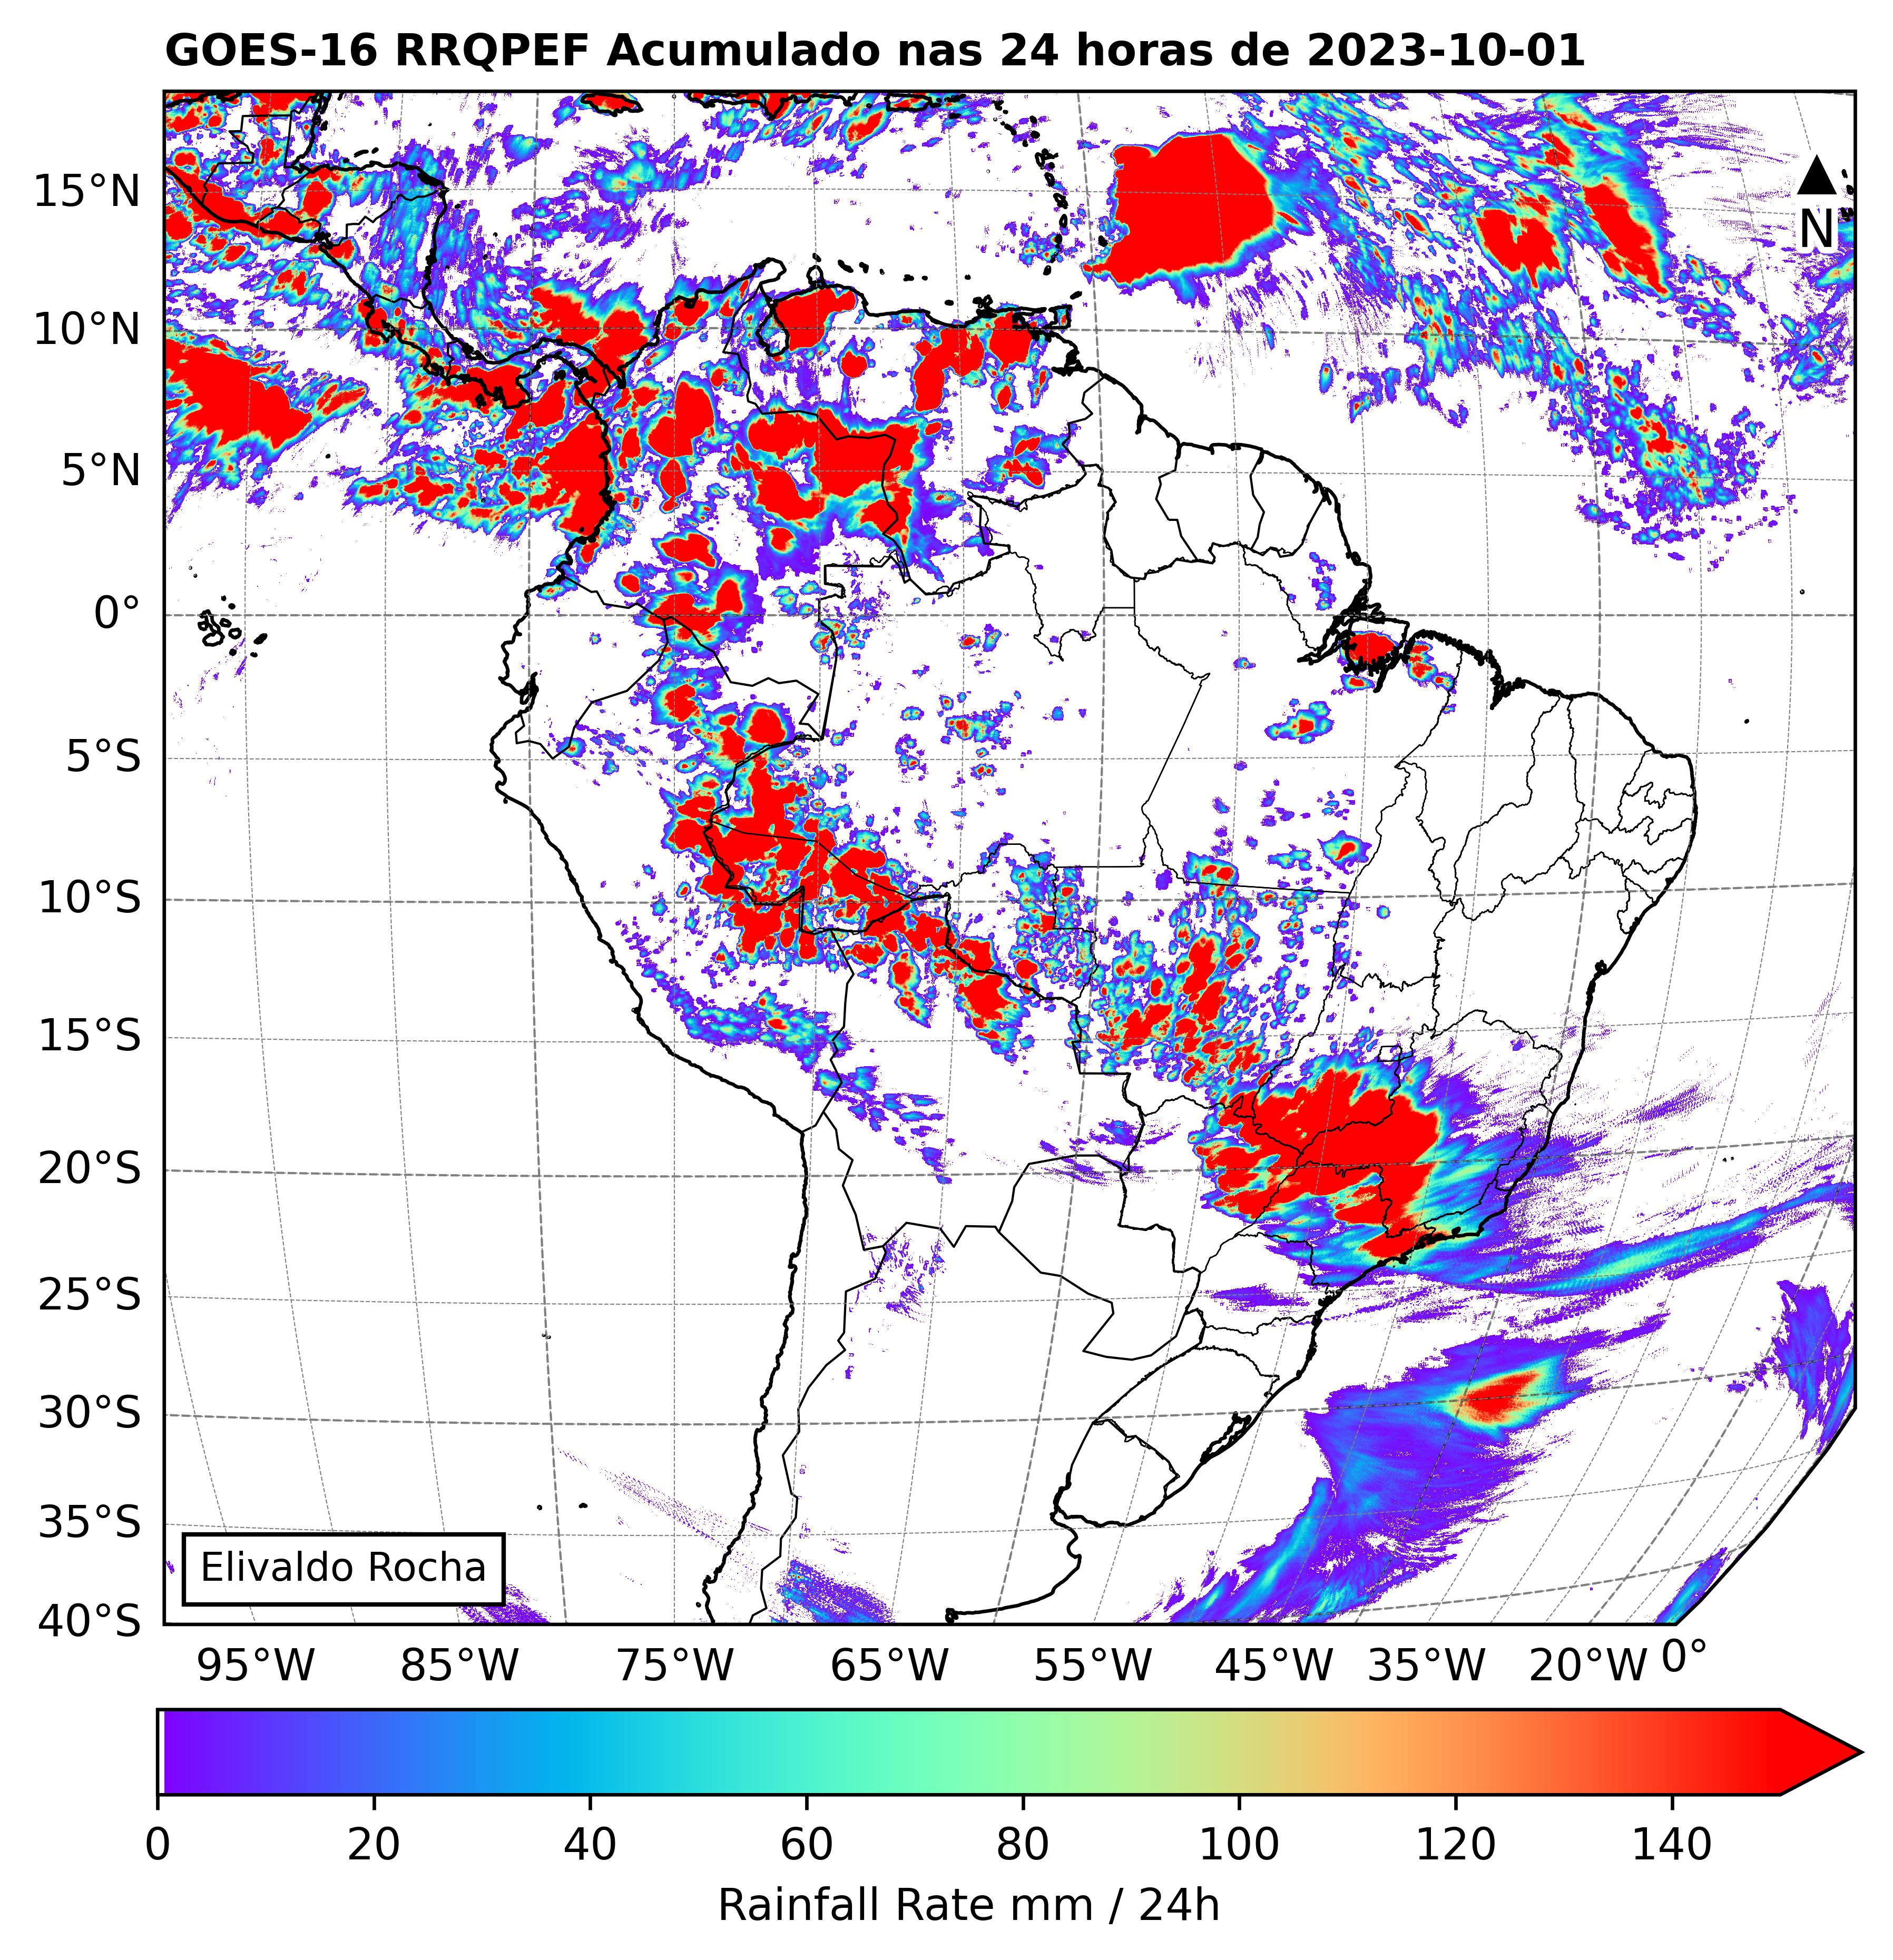 GOES-16 RRQPEF Acumulado nas 24 horas de 2023-10-01
15°N
N
10°N
5°N
0°
5°S
10°S
15°S
20°S
25°S
30°S
35°S
Elivaldo Rocha
40°S
95°W 85°W 75°W 65°W 55°W 45°W 35°W 20°W 0°
0 20 40 60 80 100 120 140
Rainfall Rate mm / 24h